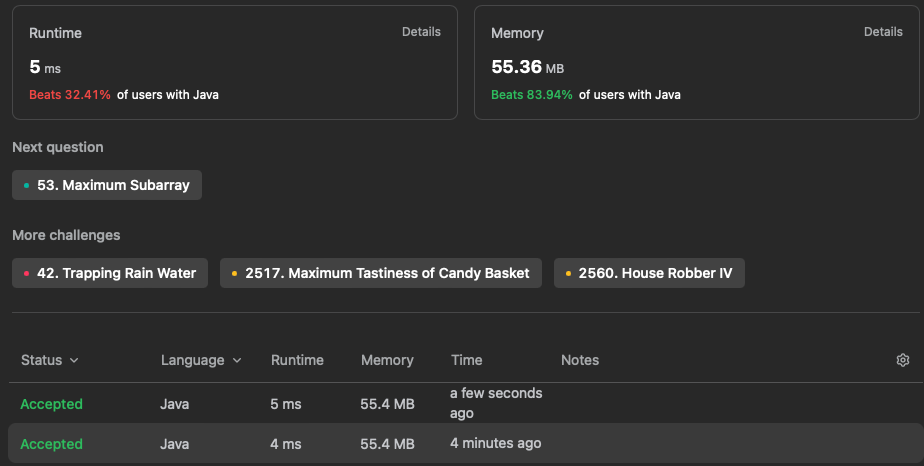 Runtime Details
5 ms
Beats 32.41% of users with Java
Memory Details
55.36 MB
Beats 83.94% of users with Java
Next question
53. Maximum Subarray
More challenges
42. Trapping Rain Water
2517. Maximum Tastiness of Candy Basket
2560. House Robber IV
Status Language Runtime Memory Time Notes
Accepted Java 5 ms 55.4 MB a few seconds ago
Accepted Java 4 ms 55.4 MB 4 minutes ago